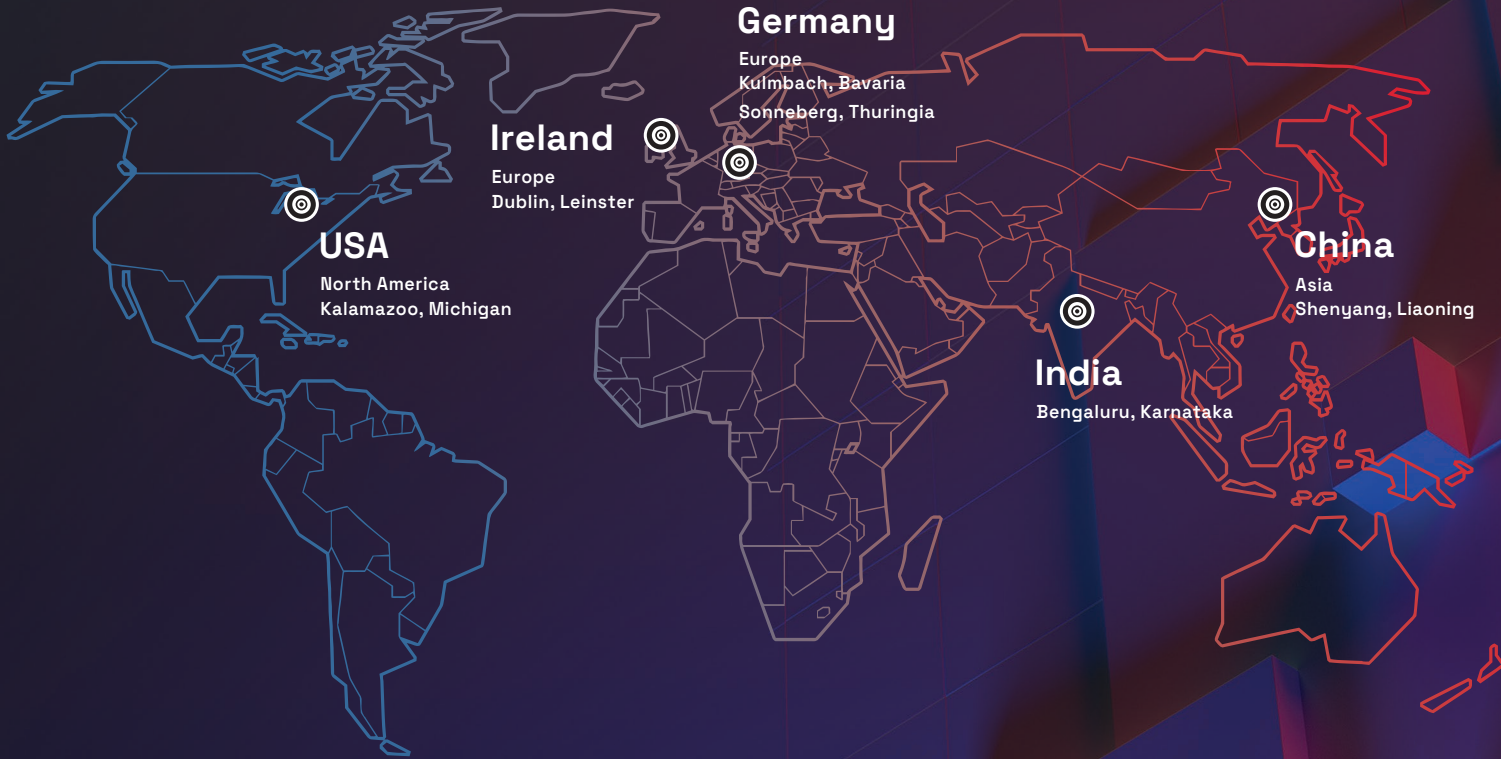 Germany
Europe
Kulmbach, Bavaria
Sonneberg, Thuringia
Ireland
Europe
Dublin, Leinster
USA
North America
Kalamazoo, Michigan
China
Asia
Shenyang, Liaoning
India
Bengaluru, Karnataka